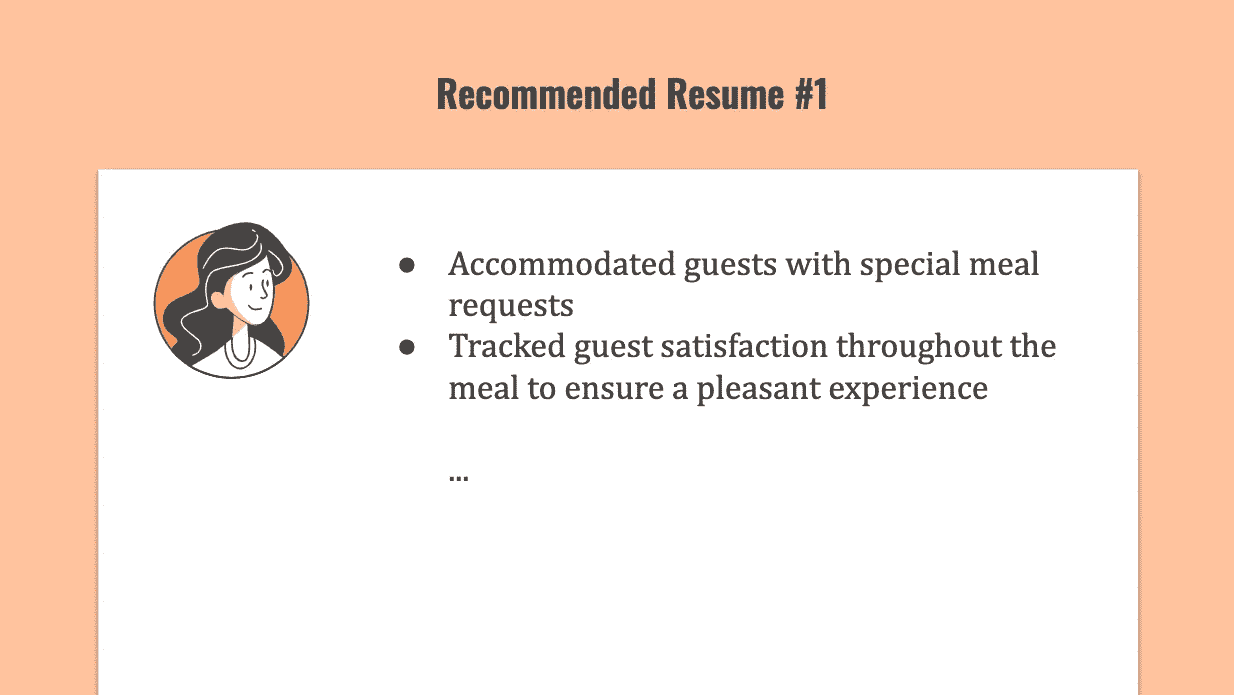 Recommended Resume #1
● Accommodated guests with special meal
requests
● Tracked guest satisfaction throughout the
meal to ensure a pleasant experience
...